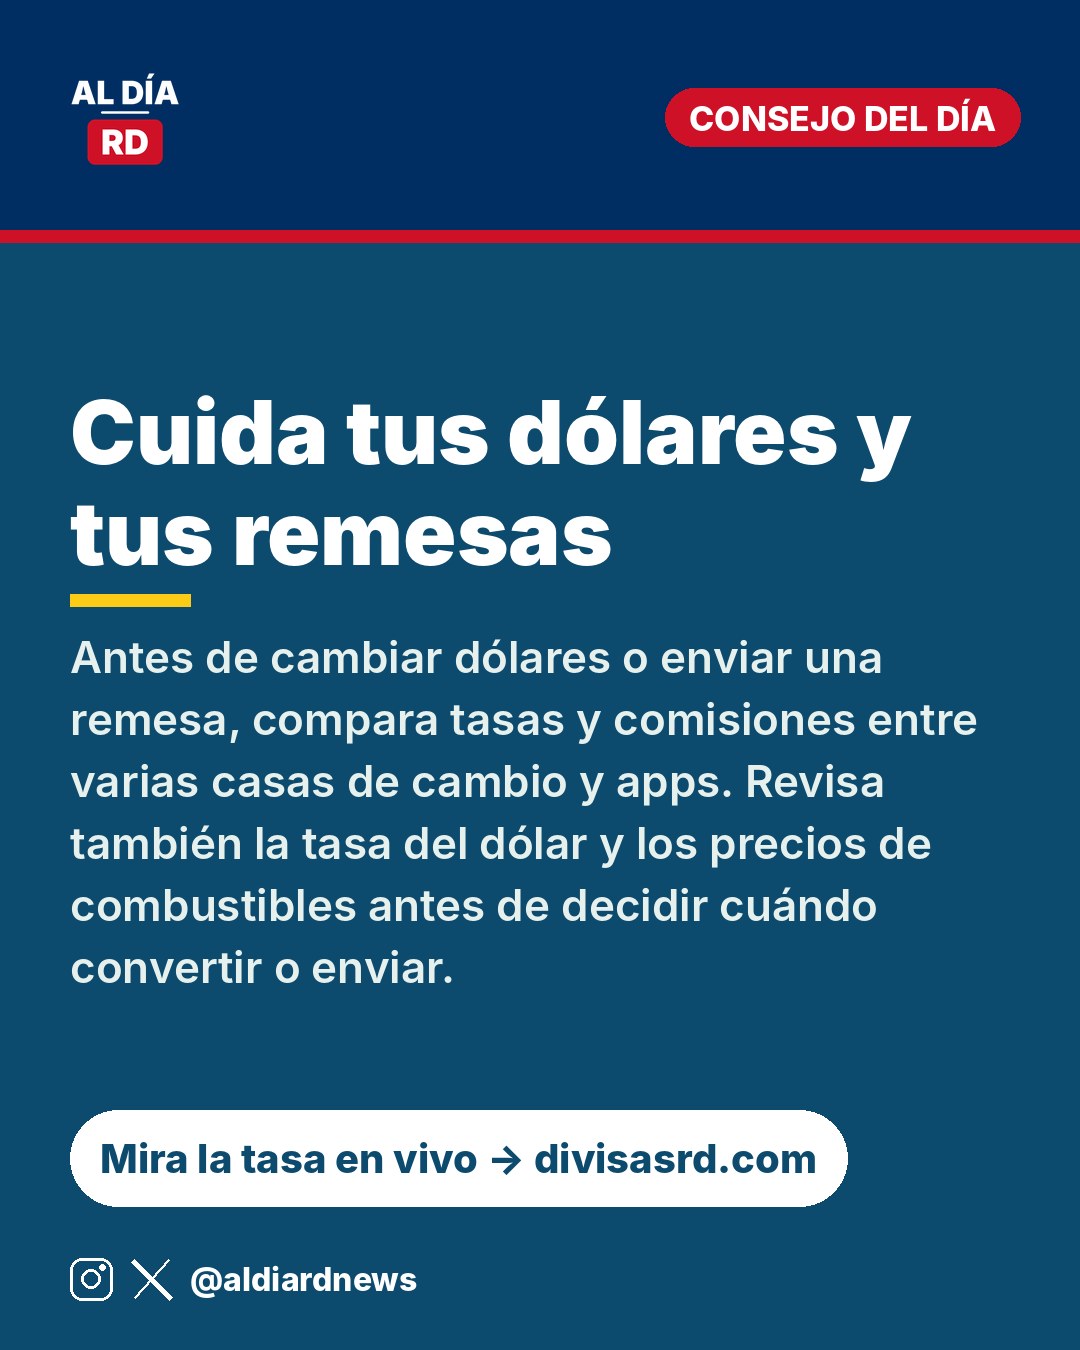 AL DÍA
RD
CONSEJO DEL DÍA
Cuida tus dólares y
tus remesas
Antes de cambiar dólares o enviar una
remesa, compara tasas y comisiones entre
varias casas de cambio y apps. Revisa
también la tasa del dólar y los precios de
combustibles antes de decidir cuándo
convertir o enviar.
Mira la tasa en vivo → divisasrd.com
@aldiardnews